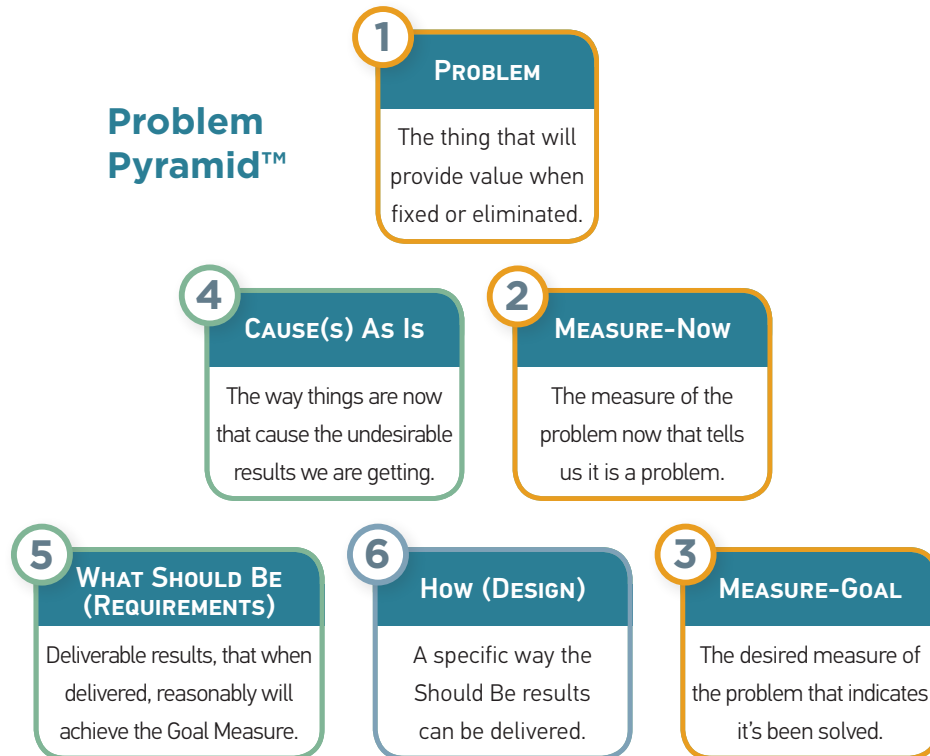 Problem
Pyramid™
1
PROBLEM
The thing that will
provide value when
fixed or eliminated.
4
CAUSE(S) AS IS
The way things are now
that cause the undesirable
results we are getting.
2
MEASURE-NOW
The measure of the
problem now that tells
us it is a problem.
5
WHAT SHOULD BE
(REQUIREMENTS)
Deliverable results, that when
delivered, reasonably will
achieve the Goal Measure.
6
HOW (DESIGN)
A specific way the
Should Be results
can be delivered.
3
MEASURE-GOAL
The desired measure of
the problem that indicates
it's been solved.